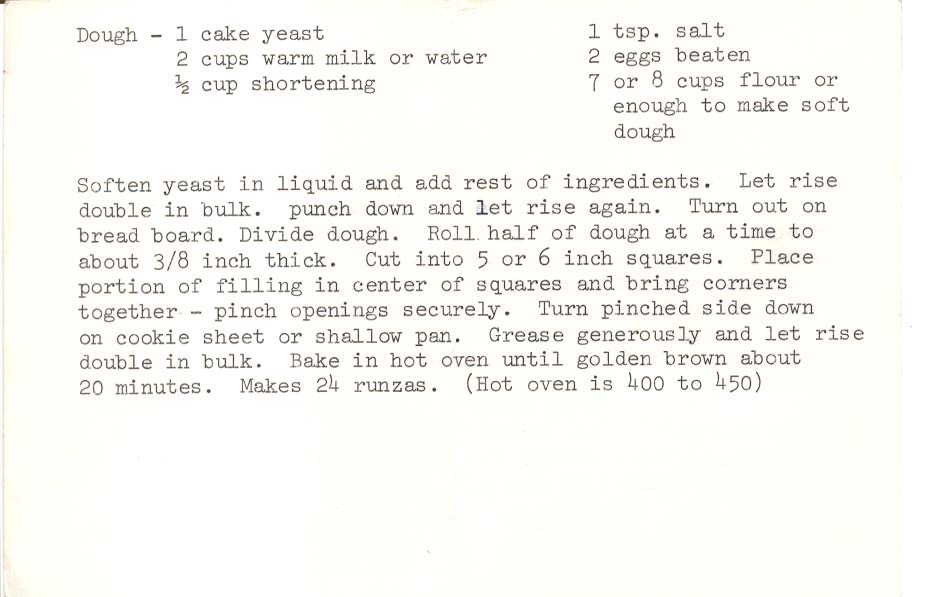 Dough - 1 cake yeast
2 cups warm milk or water
½ cup shortening
1 tsp. salt
2 eggs beaten
7 or 8 cups flour or
enough to make soft
dough
Soften yeast in liquid and add rest of ingredients. Let rise
double in bulk. punch down and let rise again. Turn out on
bread board. Divide dough. Roll half of dough at a time to
about 3/8 inch thick. Cut into 5 or 6 inch squares. Place
portion of filling in center of squares and bring corners
together - pinch openings securely. Turn pinched side down
on cookie sheet or shallow pan. Grease generously and let rise
double in bulk. Bake in hot oven until golden brown about
20 minutes. Makes 24 runzas. (Hot oven is 400 to 450)